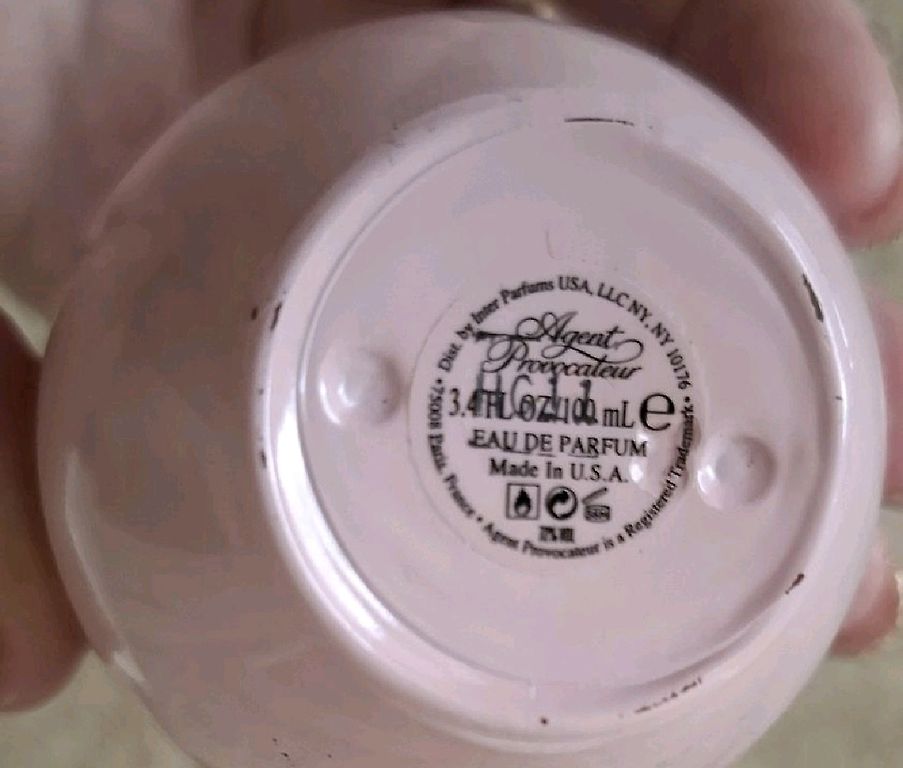 Dist. by Inter Parfums USA, LLC NY, NY 10176
Agent
Provocateur
HG11
3.4 FL OZ/100 mL e
EAU DE PARFUM
Made In U.S.A.
• 75008 Paris, France • Agent Provocateur is a Registered Trademark •